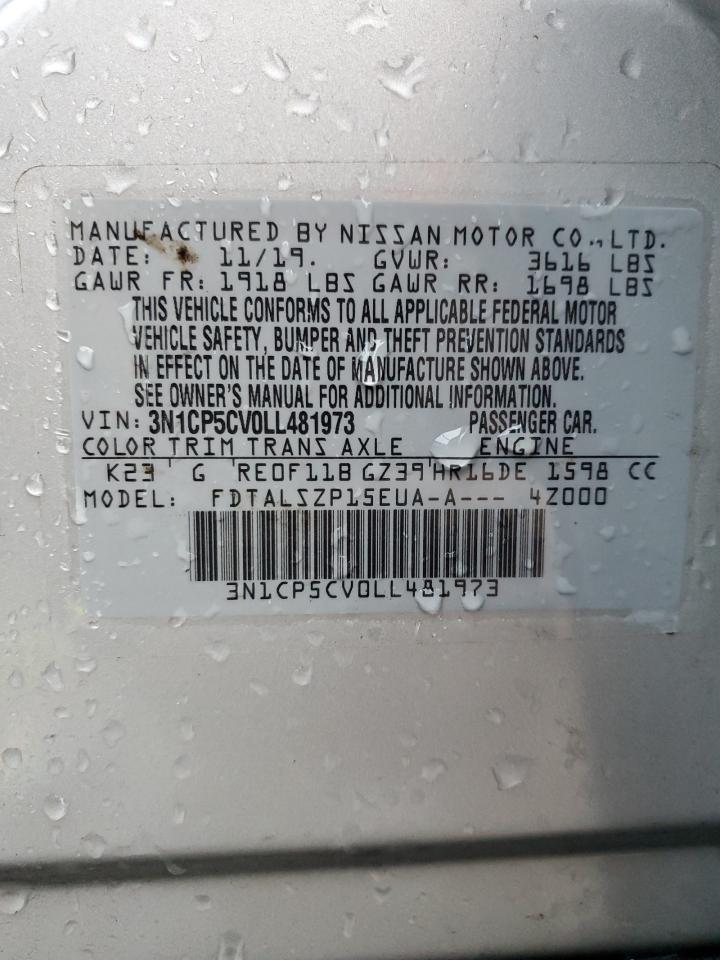 MANUFACTURED BY NISSAN MOTOR CO., LTD.
DATE: 11/19. GVWR: 3616 LBS
GAWR FR: 1918 LBS GAWR RR: 1698 LBS
THIS VEHICLE CONFORMS TO ALL APPLICABLE FEDERAL MOTOR
VEHICLE SAFETY, BUMPER AND THEFT PREVENTION STANDARDS
IN EFFECT ON THE DATE OF MANUFACTURE SHOWN ABOVE.
SEE OWNER'S MANUAL FOR ADDITIONAL INFORMATION.
VIN: 3N1CP5CV0LL481973 PASSENGER CAR.
COLOR TRIM TRANS AXLE ENGINE
K23 G RE0F11B GZ39 HR16DE 1598 CC
MODEL: FDTALSZP15EUA-A--- 4Z000
3N1CP5CV0LL481973